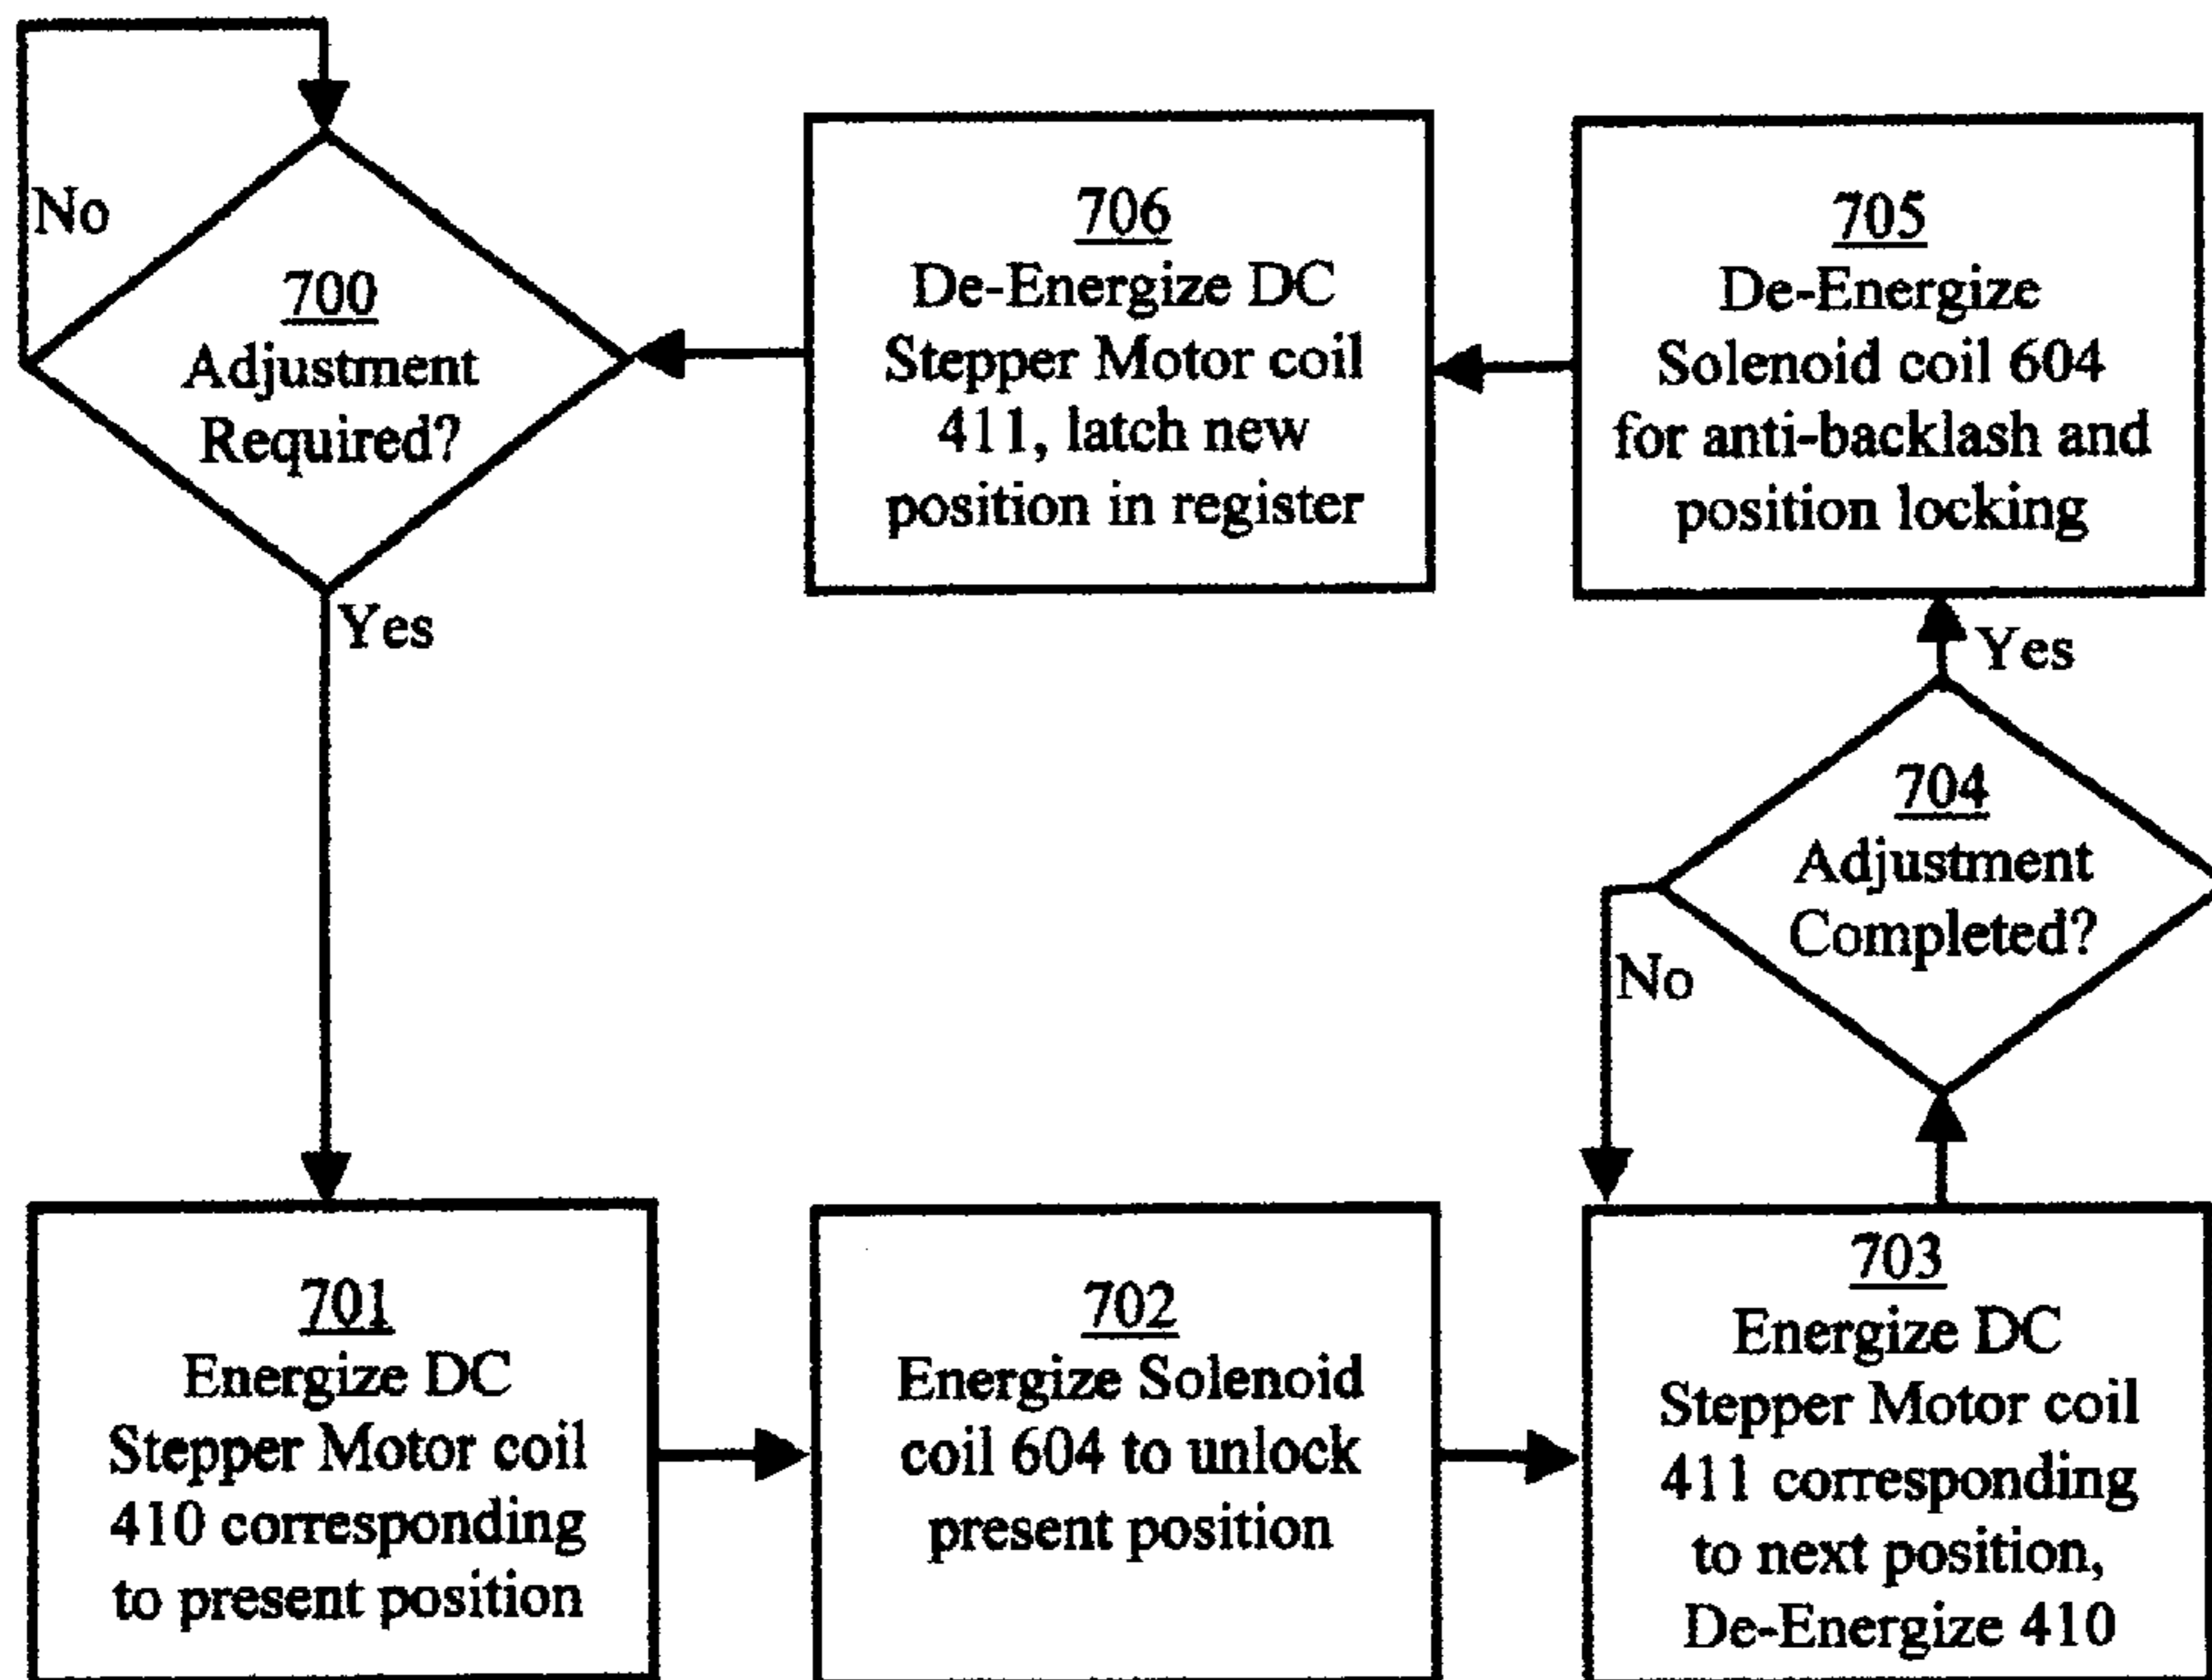 No
700
Adjustment
Required?
Yes
706
De-Energize DC
Stepper Motor coil
411, latch new
position in register
705
De-Energize
Solenoid coil 604
for anti-backlash and
position locking
Yes
704
Adjustment
Completed?
No
701
Energize DC
Stepper Motor coil
410 corresponding
to present position
702
Energize Solenoid
coil 604 to unlock
present position
703
Energize DC
Stepper Motor coil
411 corresponding
to next position,
De-Energize 410